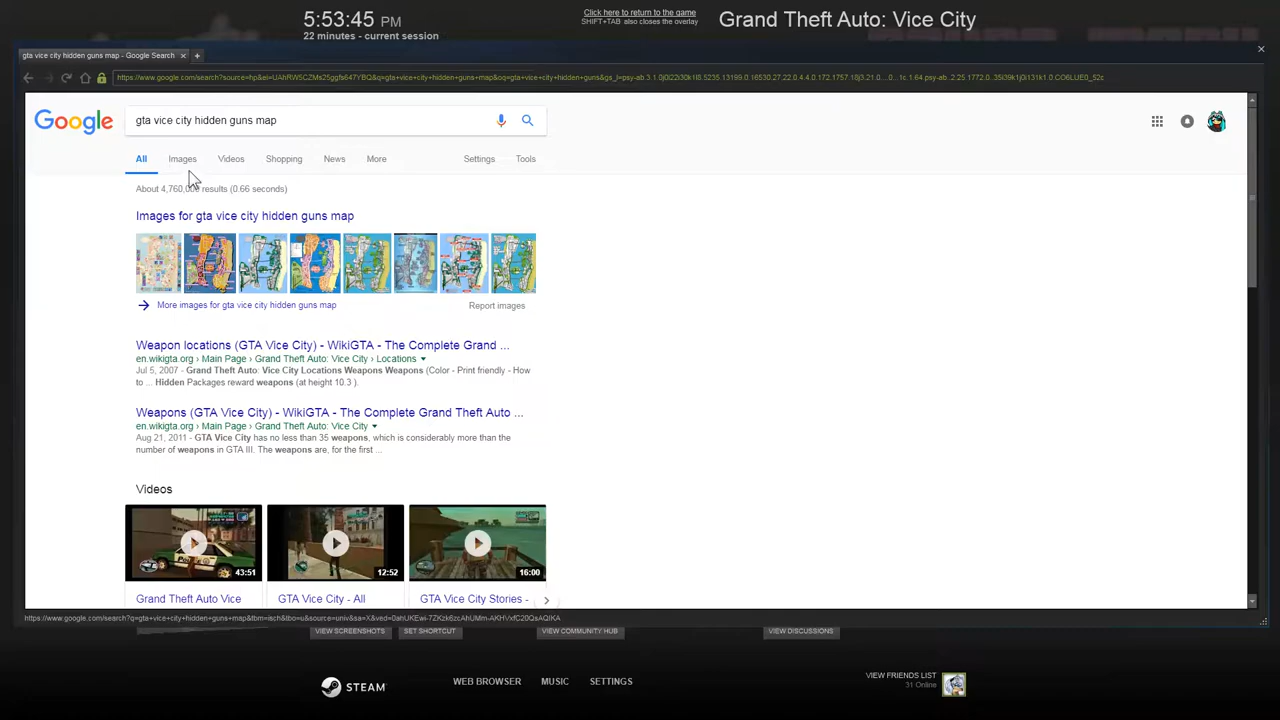 5:53:45 PM
22 minutes - current session
Click here to return to the game
SHIFT+TAB also closes the overlay
Grand Theft Auto: Vice City
gta vice city hidden guns map - Google Search
Google
gta vice city hidden guns map
All Images Videos Shopping News More Settings Tools
About 4,760,000 results (0.66 seconds)
Images for gta vice city hidden guns map
More images for gta vice city hidden guns map
Report images
Weapon locations (GTA Vice City) - WikiGTA - The Complete Grand ...
en.wikigta.org › Main Page › Grand Theft Auto: Vice City › Locations
Jul 5, 2007 - Grand Theft Auto: Vice City Locations Weapons Weapons (Color - Print friendly - How
to ... Hidden Packages reward weapons (at height 10.3 ).
Weapons (GTA Vice City) - WikiGTA - The Complete Grand Theft Auto ...
en.wikigta.org › Main Page › Grand Theft Auto: Vice City
Aug 21, 2011 - GTA Vice City has no less than 35 weapons, which is considerably more than the
number of weapons in GTA III. The weapons are, for the first ...
Videos
43:51
12:52
16:00
Grand Theft Auto Vice
GTA Vice City - All
GTA Vice City Stories -
VIEW SCREENSHOTS
SET SHORTCUT
VIEW COMMUNITY HUB
VIEW DISCUSSIONS
STEAM
WEB BROWSER
MUSIC
SETTINGS
VIEW FRIENDS LIST
31 Online